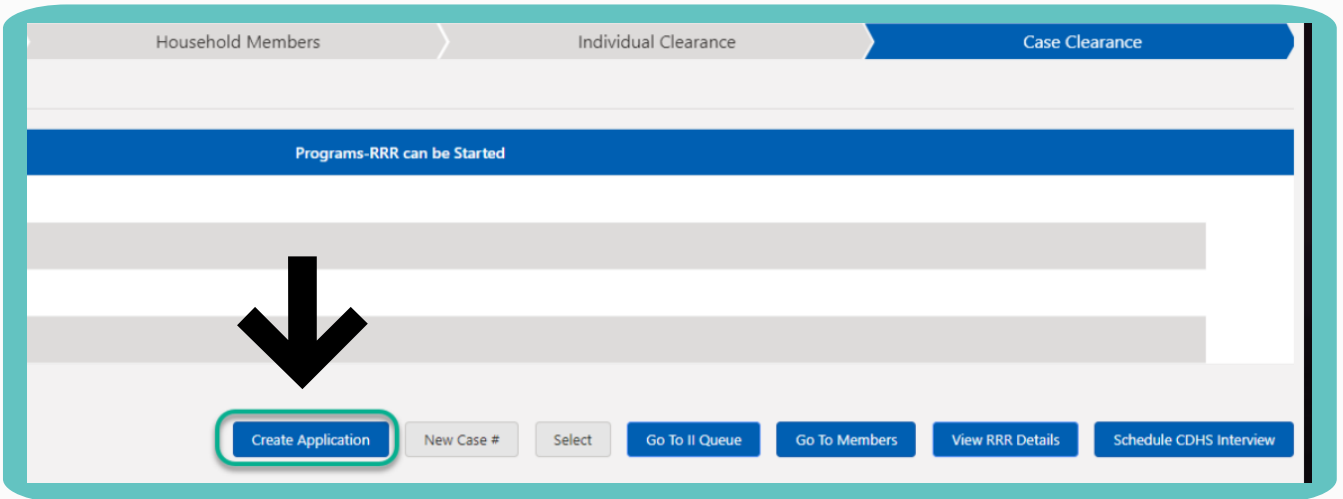 Household Members Individual Clearance Case Clearance
Programs-RRR can be Started
Create Application New Case # Select Go To II Queue Go To Members View RRR Details Schedule CDHS Interview